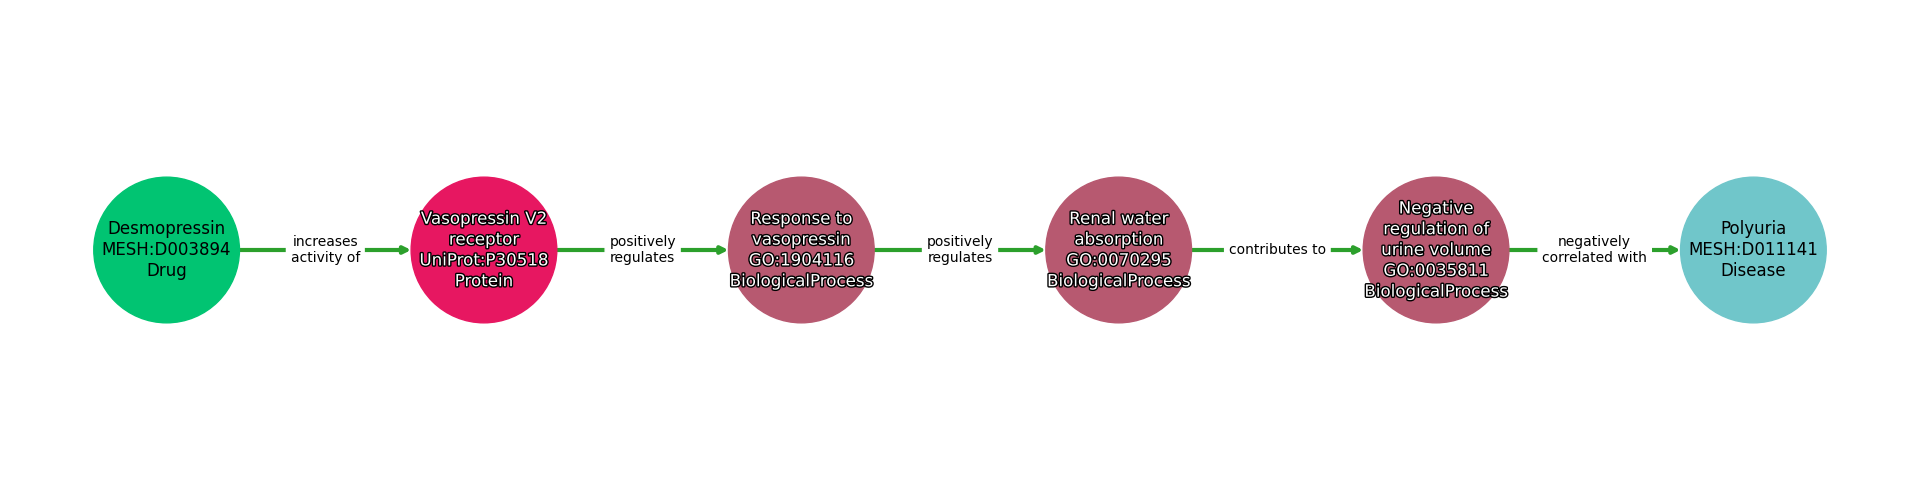 Desmopressin
MESH:D003894
Drug
increases
activity of
Vasopressin V2
receptor
UniProt:P30518
Protein
positively
regulates
Response to
vasopressin
GO:1904116
BiologicalProcess
positively
regulates
Renal water
absorption
GO:0070295
BiologicalProcess
contributes to
Negative
regulation of
urine volume
GO:0035811
BiologicalProcess
negatively
correlated with
Polyuria
MESH:D011141
Disease